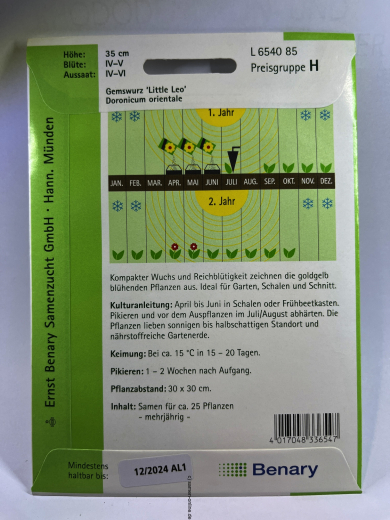 Höhe: 35 cm
Blüte: IV–V
Aussaat: IV–VI
L 6540 85
Preisgruppe H
Gemswurz 'Little Leo'
Doronicum orientale
1. Jahr
JAN. FEB. MAR. APR. MAI JUNI JULI AUG. SEP. OKT. NOV. DEZ.
2. Jahr
Kompakter Wuchs und Reichblütigkeit zeichnen die goldgelb
blühenden Pflanzen aus. Ideal für Garten, Schalen und Schnitt.
Kulturanleitung: April bis Juni in Schalen oder Frühbeetkasten.
Pikieren und vor dem Auspflanzen im Juli/August abhärten. Die
Pflanzen lieben sonnigen bis halbschattigen Standort und
nährstoffreiche Gartenerde.
Keimung: Bei ca. 15 °C in 15 – 20 Tagen.
Pikieren: 1 – 2 Wochen nach Aufgang.
Pflanzabstand: 30 x 30 cm.
Inhalt: Samen für ca. 25 Pflanzen
- mehrjährig -
4 017048 336547
Mindestens
haltbar bis:
12/2024 AL1
Benary
Ernst Benary Samenzucht GmbH · Hann. Münden